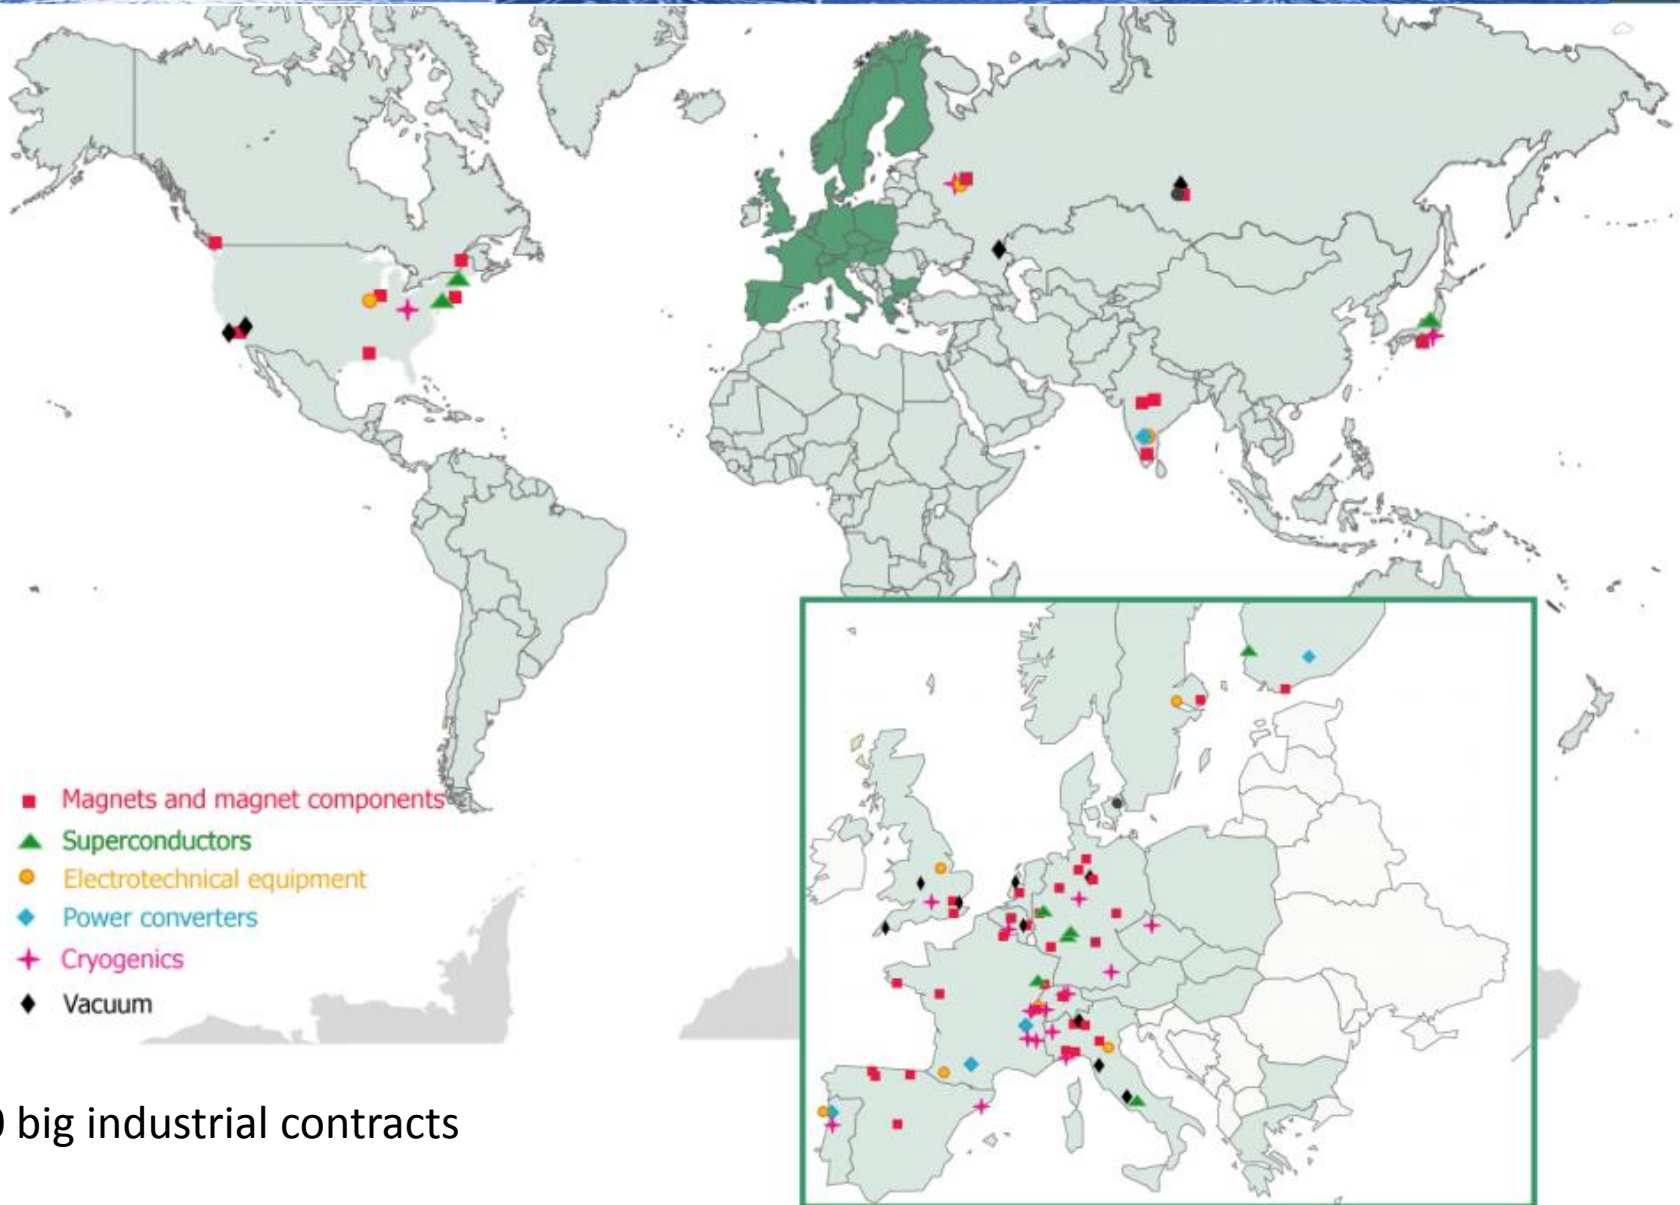 Magnets and magnet components
Superconductors
Electrotechnical equipment
Power converters
Cryogenics
Vacuum
big industrial contracts